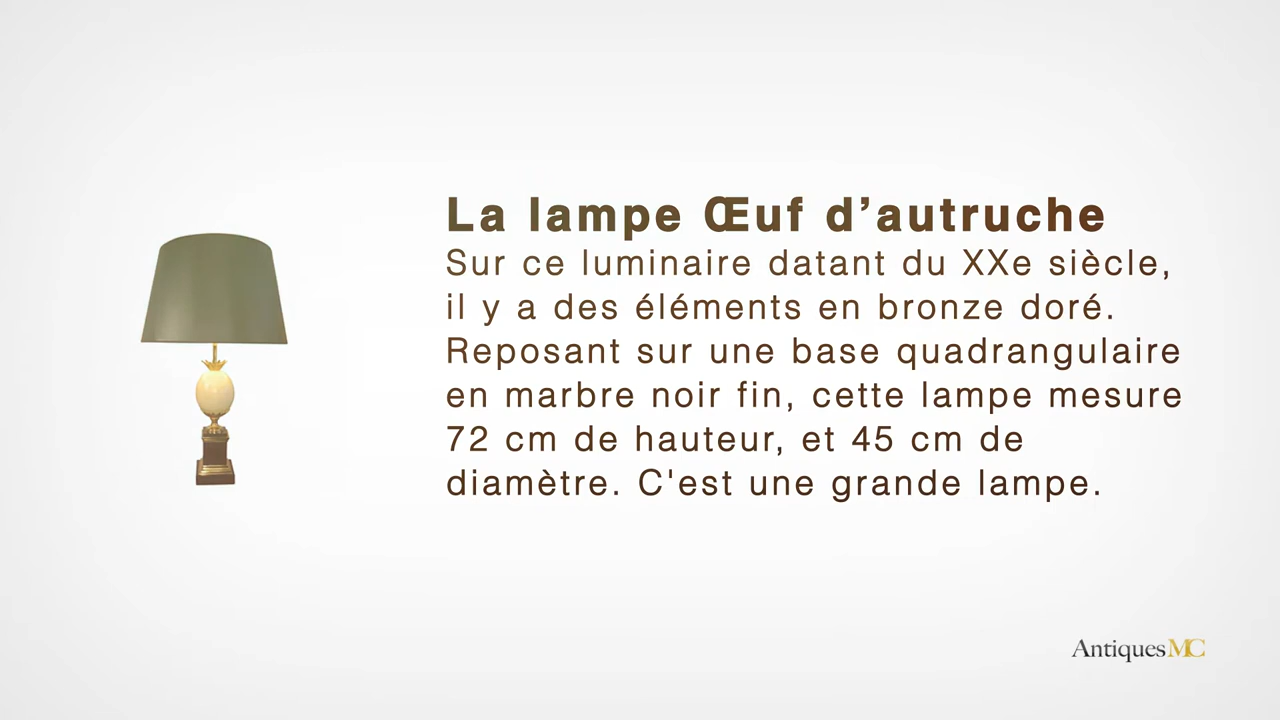 La lampe Œuf d’autruche
Sur ce luminaire datant du XXe siècle,
il y a des éléments en bronze doré.
Reposant sur une base quadrangulaire
en marbre noir fin, cette lampe mesure
72 cm de hauteur, et 45 cm de
diamètre. C'est une grande lampe.
AntiquesMC